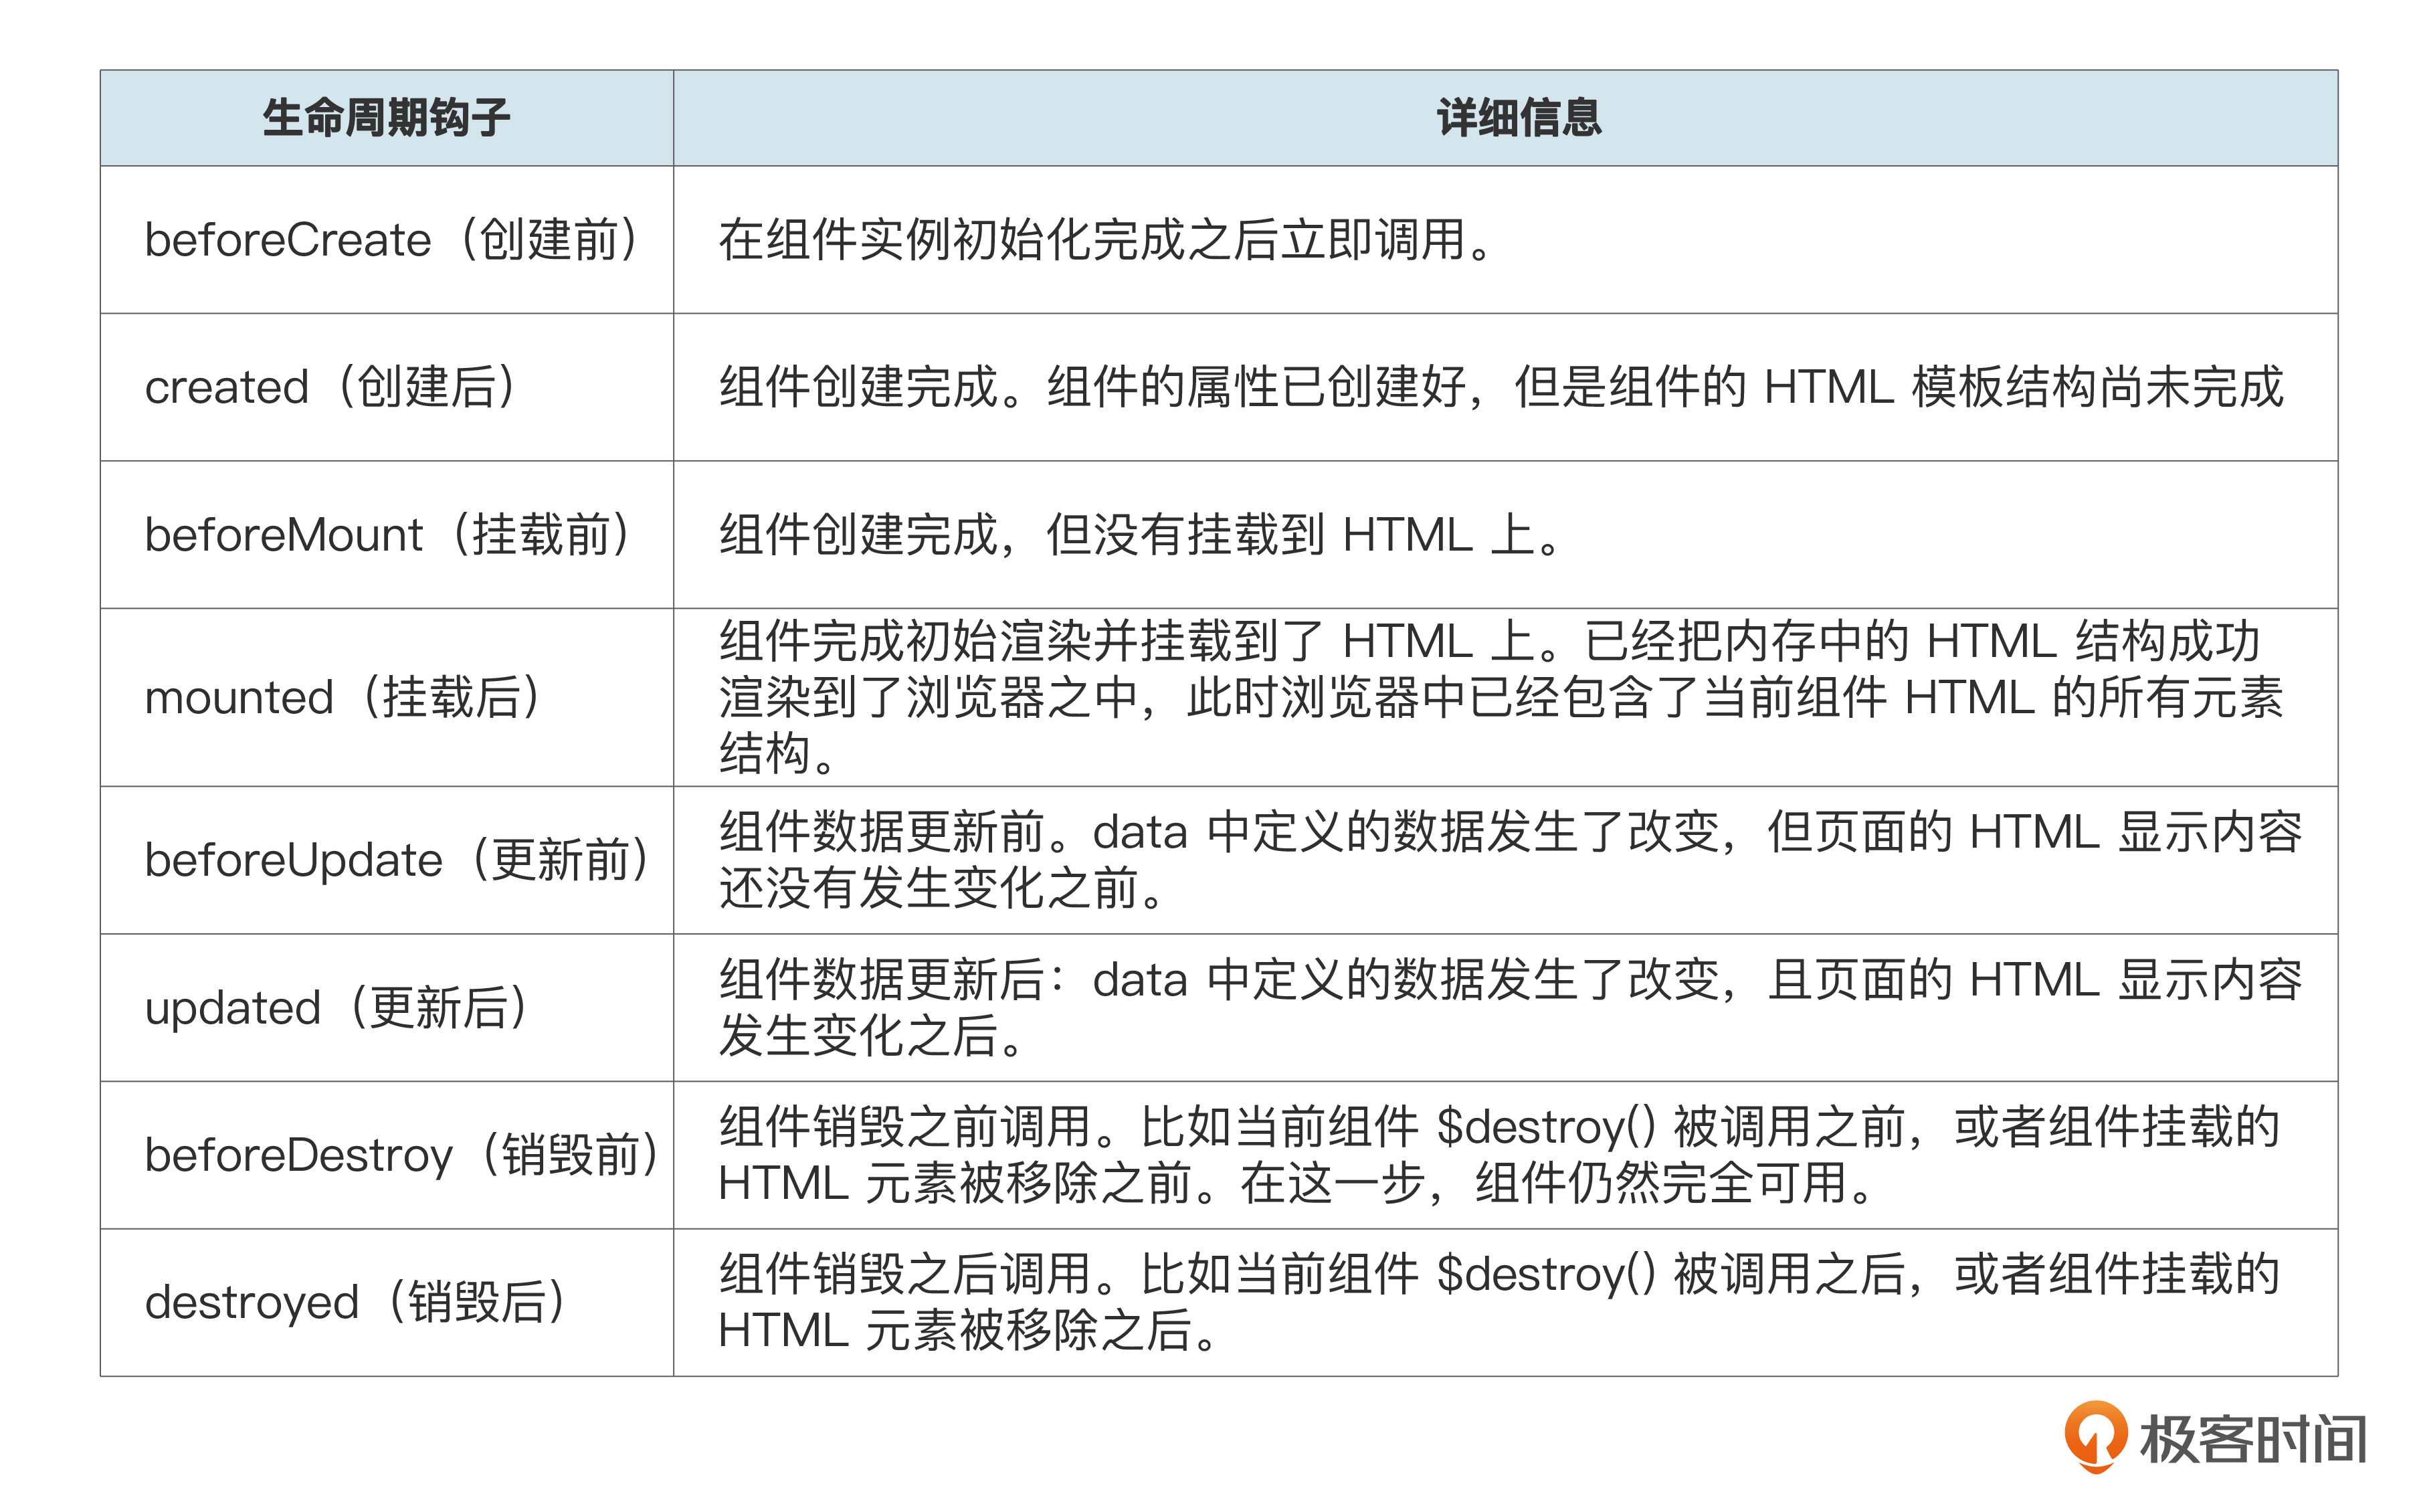 生命周期钩子
详细信息
beforeCreate（创建前）
在组件实例初始化完成之后立即调用。
created（创建后）
组件创建完成。组件的属性已创建好，但是组件的 HTML 模板结构尚未完成
beforeMount（挂载前）
组件创建完成，但没有挂载到 HTML 上。
mounted（挂载后）
组件完成初始渲染并挂载到了 HTML 上。已经把内存中的 HTML 结构成功
渲染到了浏览器之中，此时浏览器中已经包含了当前组件 HTML 的所有元素
结构。
beforeUpdate（更新前）
组件数据更新前。data 中定义的数据发生了改变，但页面的 HTML 显示内容
还没有发生变化之前。
updated（更新后）
组件数据更新后：data 中定义的数据发生了改变，且页面的 HTML 显示内容
发生变化之后。
beforeDestroy（销毁前）
组件销毁之前调用。比如当前组件 $destroy() 被调用之前，或者组件挂载的
HTML 元素被移除之前。在这一步，组件仍然完全可用。
destroyed（销毁后）
组件销毁之后调用。比如当前组件 $destroy() 被调用之后，或者组件挂载的
HTML 元素被移除之后。
极客时间